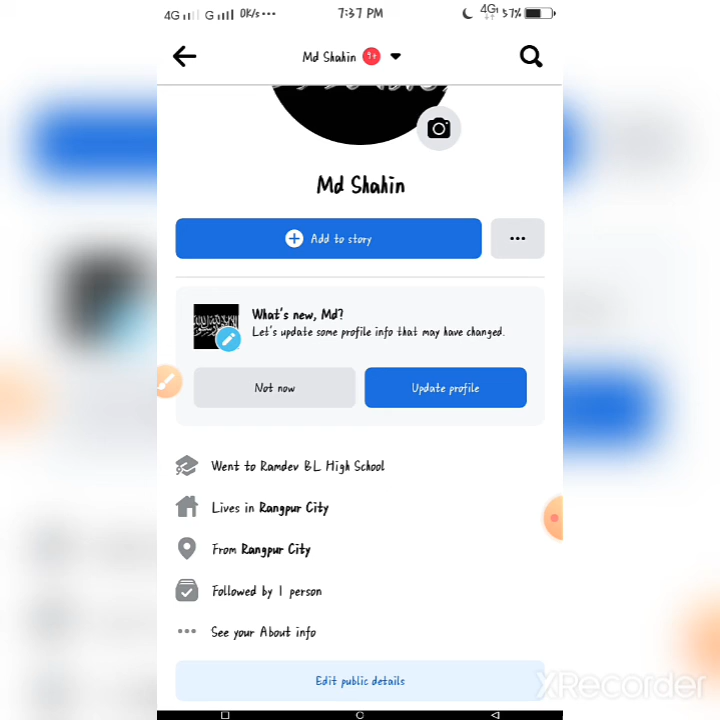 4G G 0K/s ••• 7:37 PM 4G 57%
Md Shahin 9+
Md Shahin
Add to story
What's new, Md?
Let's update some profile info that may have changed.
Not now Update profile
Went to Ramdev BL High School
Lives in Rangpur City
From Rangpur City
Followed by 1 person
See your About info
Edit public details
XRecorder